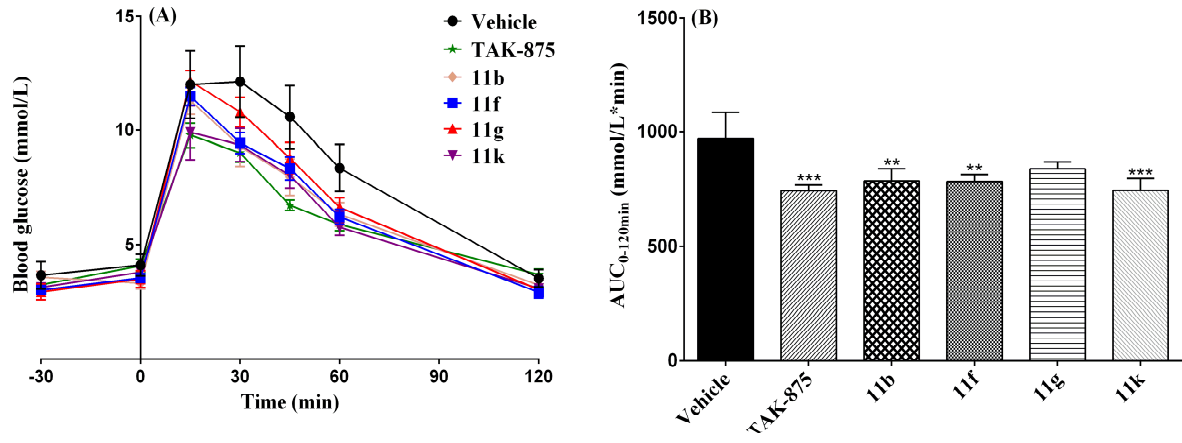 (A)
Blood glucose (mmol/L)
15
10
5
-30
0
30
60
90
120
Time (min)
Vehicle
TAK-875
11b
11f
11g
11k
(B)
AUC0-120min (mmol/L*min)
1500
1000
500
0
***
**
**
***
Vehicle
TAK-875
11b
11f
11g
11k